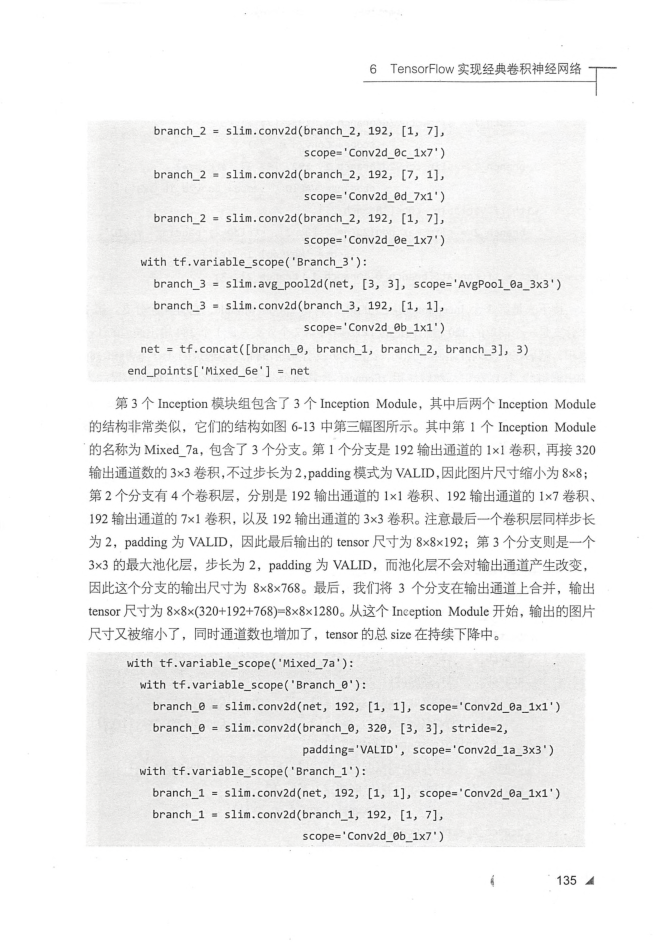 6 TensorFlow 实现经典卷积神经网络
branch_2 = slim.conv2d(branch_2, 192, [1, 7],
scope='Conv2d_0c_1x7')
branch_2 = slim.conv2d(branch_2, 192, [7, 1],
scope='Conv2d_0d_7x1')
branch_2 = slim.conv2d(branch_2, 192, [1, 7],
scope='Conv2d_0e_1x7')
with tf.variable_scope('Branch_3'):
branch_3 = slim.avg_pool2d(net, [3, 3], scope='AvgPool_0a_3x3')
branch_3 = slim.conv2d(branch_3, 192, [1, 1],
scope='Conv2d_0b_1x1')
net = tf.concat([branch_0, branch_1, branch_2, branch_3], 3)
end_points['Mixed_6e'] = net
第 3 个 Inception 模块组包含了 3 个 Inception Module，其中后两个 Inception Module
的结构非常类似，它们的结构如图 6-13 中第三幅图所示。其中第 1 个 Inception Module
的名称为 Mixed_7a，包含了 3 个分支。第 1 个分支是 192 输出通道的 1×1 卷积，再接 320
输出通道数的 3×3 卷积，不过步长为 2，padding 模式为 VALID，因此图片尺寸缩小为 8×8；
第 2 个分支有 4 个卷积层，分别是 192 输出通道的 1×1 卷积、192 输出通道的 1×7 卷积、
192 输出通道的 7×1 卷积，以及 192 输出通道的 3×3 卷积。注意最后一个卷积层同样步长
为 2，padding 为 VALID，因此最后输出的 tensor 尺寸为 8×8×192；第 3 个分支则是一个
3×3 的最大池化层，步长为 2，padding 为 VALID，而池化层不会对输出通道产生改变，
因此这个分支的输出尺寸为 8×8×768。最后，我们将 3 个分支在输出通道上合并，输出
tensor 尺寸为 8×8×(320+192+768)=8×8×1280。从这个 Inception Module 开始，输出的图片
尺寸又被缩小了，同时通道数也增加了，tensor 的总 size 在持续下降中。
with tf.variable_scope('Mixed_7a'):
with tf.variable_scope('Branch_0'):
branch_0 = slim.conv2d(net, 192, [1, 1], scope='Conv2d_0a_1x1')
branch_0 = slim.conv2d(branch_0, 320, [3, 3], stride=2,
padding='VALID', scope='Conv2d_1a_3x3')
with tf.variable_scope('Branch_1'):
branch_1 = slim.conv2d(net, 192, [1, 1], scope='Conv2d_0a_1x1')
branch_1 = slim.conv2d(branch_1, 192, [1, 7],
scope='Conv2d_0b_1x7')
135